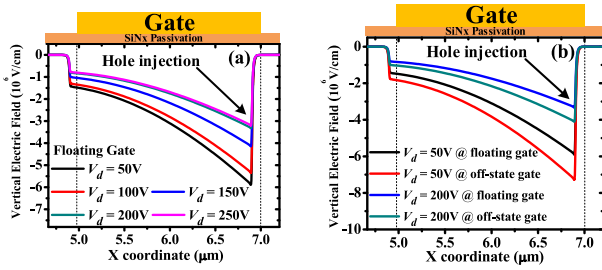 Gate
SiNx Passivation
(a)
Hole injection
Floating Gate
V_d = 50V
V_d = 100V
V_d = 150V
V_d = 200V
V_d = 250V
0
-1
-2
-3
-4
-5
-6
-7
Vertical Electric Field (10^6 V/cm)
5.0 5.5 6.0 6.5 7.0
X coordinate (μm)
Gate
SiNx Passivation
(b)
Hole injection
V_d = 50V @ floating gate
V_d = 50V @ off-state gate
V_d = 200V @ floating gate
V_d = 200V @ off-state gate
0
-2
-4
-6
-8
-10
Vertical Electric Field (10^6 V/cm)
5.0 5.5 6.0 6.5 7.0
X coordinate (μm)